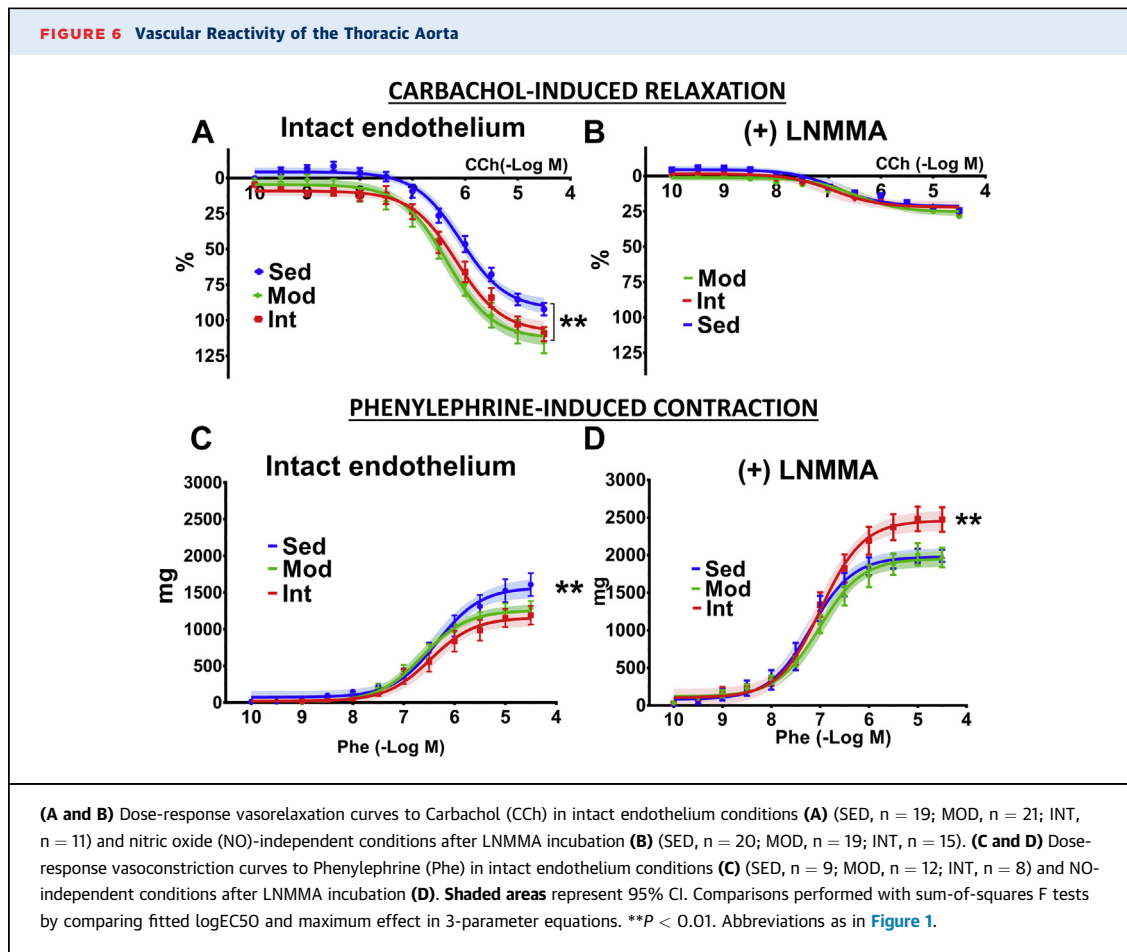 FIGURE 6 Vascular Reactivity of the Thoracic Aorta
CARBACHOL-INDUCED RELAXATION
A
Intact endothelium
CCh(-Log M)
0
25
50
75
100
125
%
10
9
6
5
4
Sed
Mod
Int
**
B
(+) LNMMA
CCh (-Log M)
0
25
50
75
100
125
%
10
9
8
7
6
5
4
Mod
Int
Sed
PHENYLEPHRINE-INDUCED CONTRACTION
C
Intact endothelium
3000
2500
2000
1500
1000
500
0
mg
Sed
Mod
Int
**
10
9
8
7
6
5
4
Phe (-Log M)
D
(+) LNMMA
3000
2500
2000
1500
1000
500
0
mg
Sed
Mod
Int
**
10
9
8
7
6
5
4
Phe (-Log M)
(A and B) Dose-response vasorelaxation curves to Carbachol (CCh) in intact endothelium conditions (A) (SED, n = 19; MOD, n = 21; INT,
n = 11) and nitric oxide (NO)-independent conditions after LNMMA incubation (B) (SED, n = 20; MOD, n = 19; INT, n = 15). (C and D) Dose-
response vasoconstriction curves to Phenylephrine (Phe) in intact endothelium conditions (C) (SED, n = 9; MOD, n = 12; INT, n = 8) and NO-
independent conditions after LNMMA incubation (D). Shaded areas represent 95% CI. Comparisons performed with sum-of-squares F tests
by comparing fitted logEC50 and maximum effect in 3-parameter equations. **P < 0.01. Abbreviations as in Figure 1.